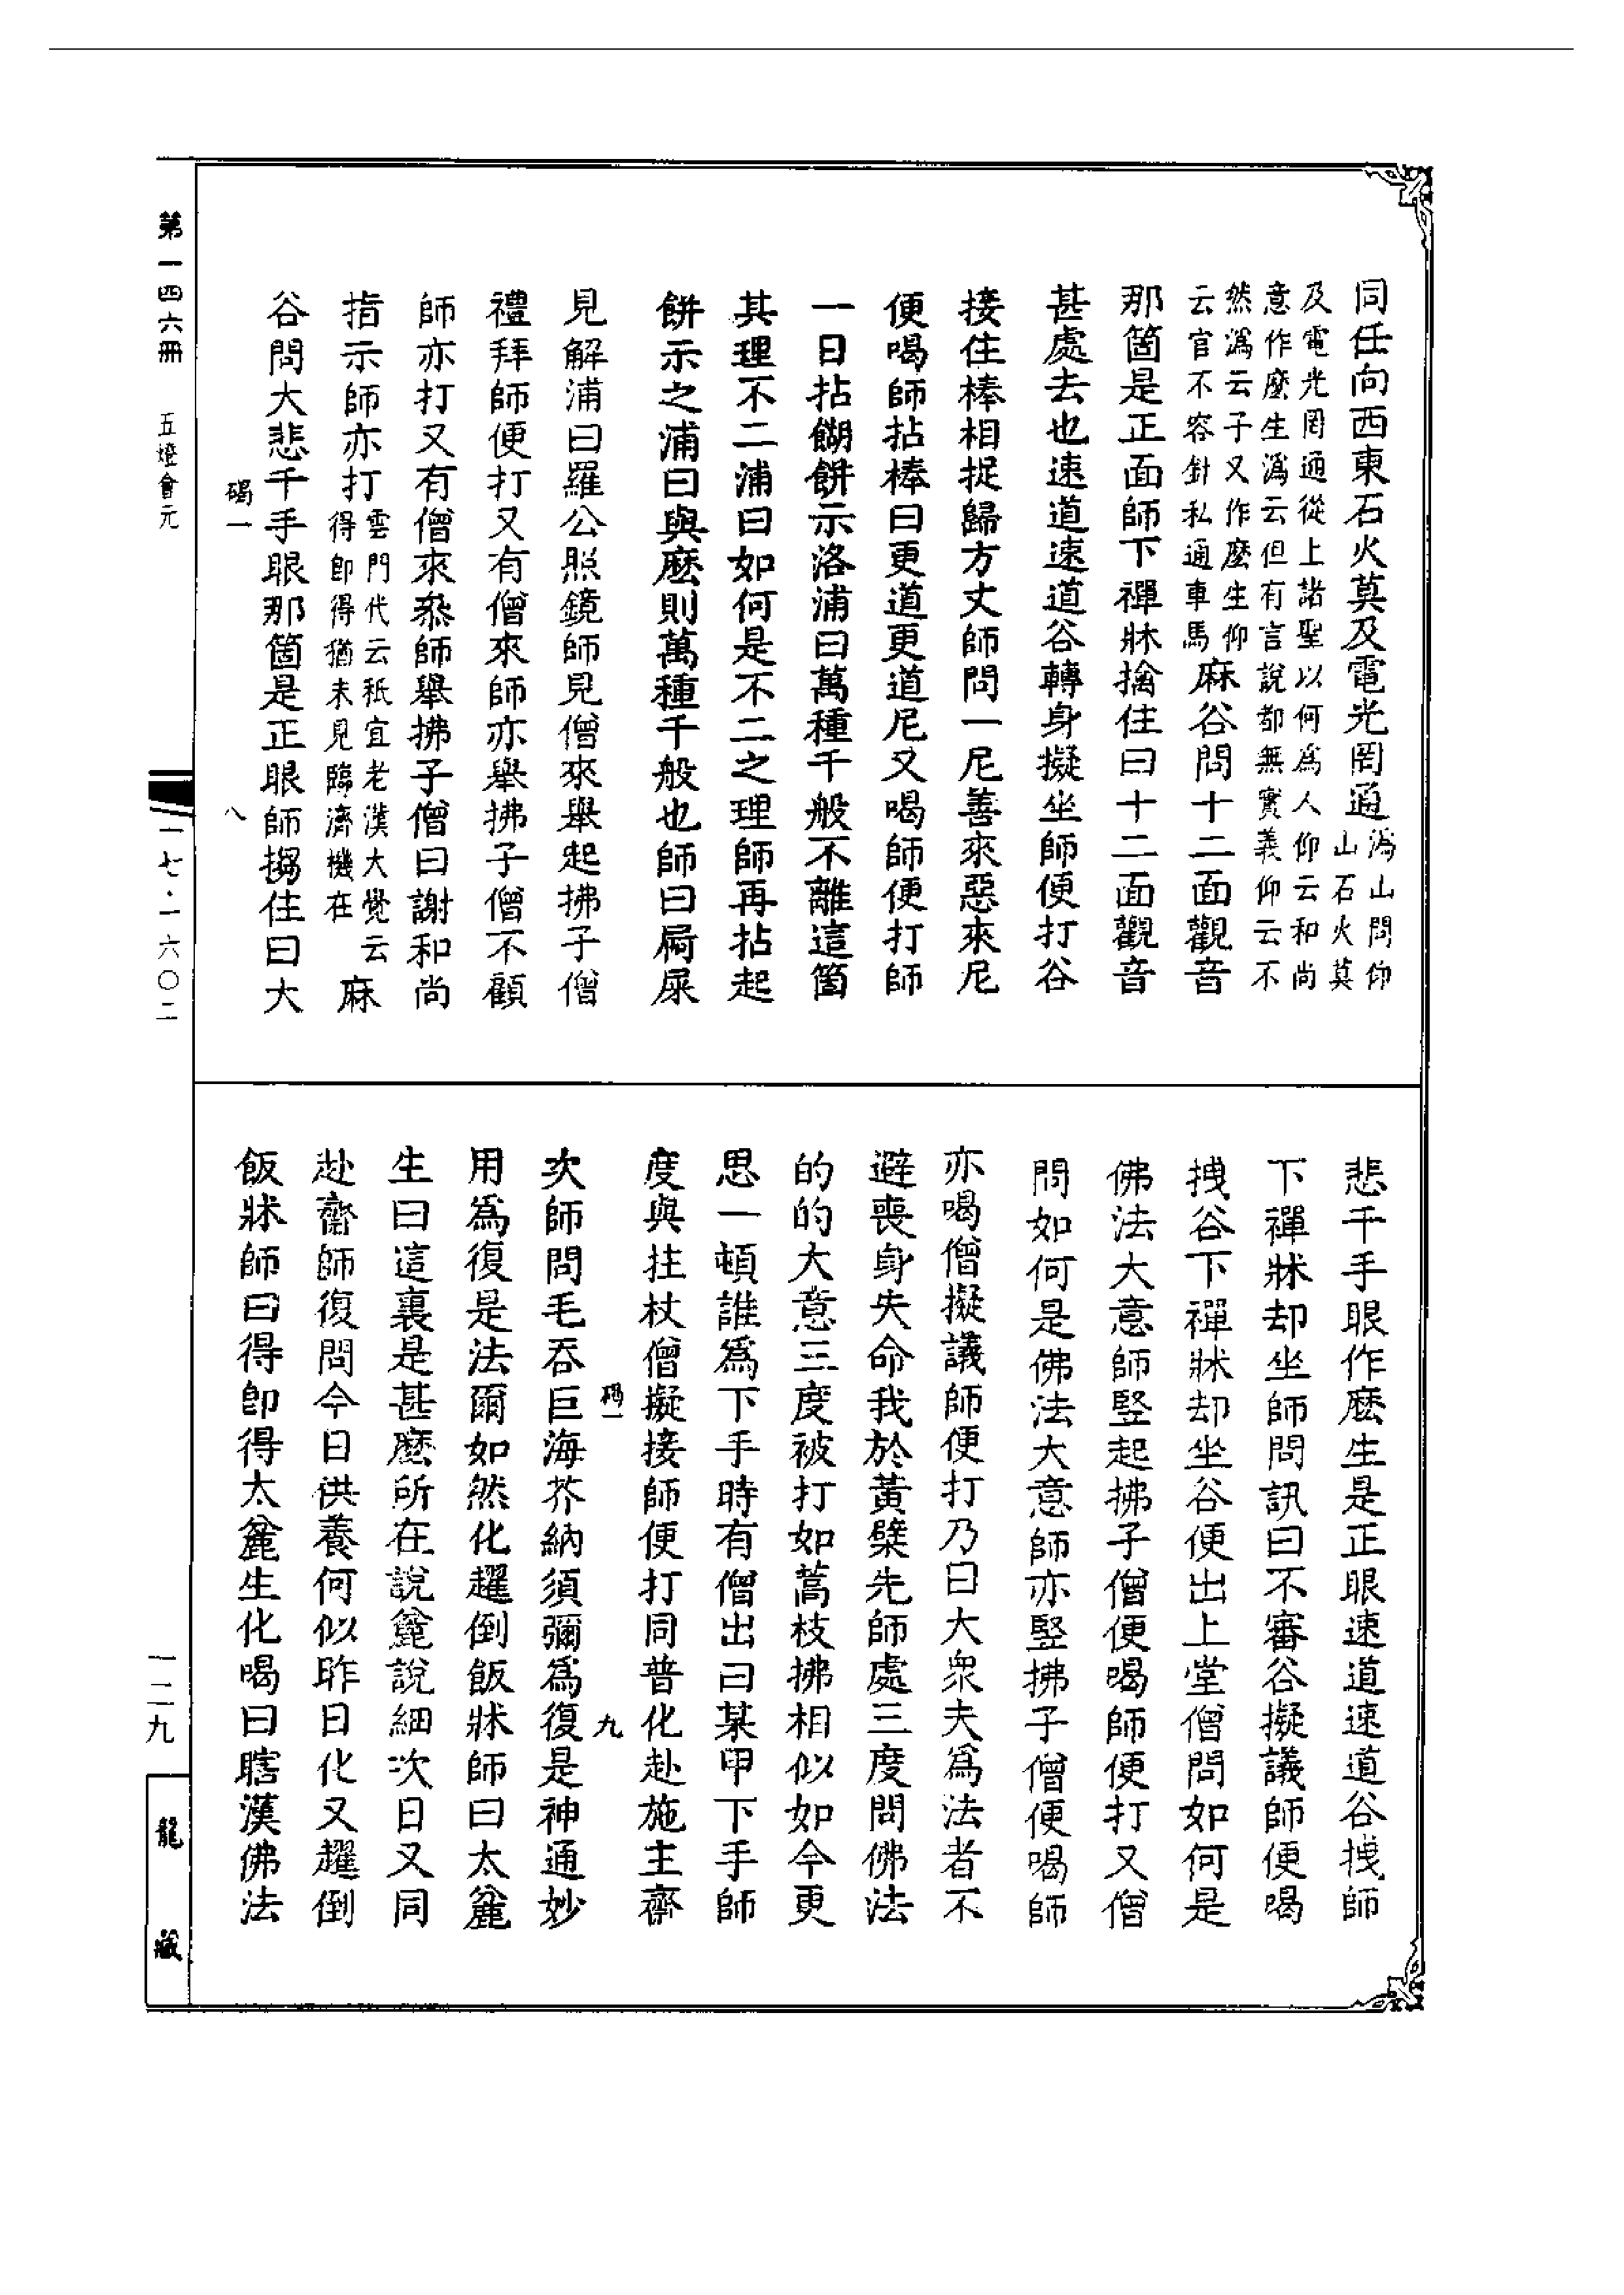 同任向西東石火莫及電光罔通潙山問仰山石火莫
及電光罔通從上諸聖以何爲人仰云和尚
意作麼生潙云但有言說都無實義仰云不
然潙云子又作麼生仰
云官不容針私通車馬麻谷問十二面觀音
那箇是正面師下禪牀擒住曰十二面觀音
甚處去也速道速道谷轉身擬坐師便打谷
接住棒相捉歸方丈師問一尼善來惡來尼
便喝師拈棒曰更道更道尼又喝師便打師
一日拈餬餅示洛浦曰萬種千般不離這箇
其理不二浦曰如何是不二之理師再拈起
餅示之浦曰與麽則萬種千般也師曰屙屎
見解浦曰羅公照鏡師見僧來舉起拂子僧
禮拜師便打又有僧來師亦舉拂子僧不顧
師亦打又有僧來叅師舉拂子僧曰謝和尚
指示師亦打雲門代云秖宜老漢大覺云
得卽得猶未見臨濟機在麻
谷問大悲千手眼那箇是正眼師搊住曰大
碣一 八
悲千手眼作麽生是正眼速道速道谷拽師
下禪牀却坐師問訊曰不審谷擬議師便喝
拽谷下禪牀却坐谷便出上堂僧問如何是
佛法大意師竪起拂子僧便喝師便打又僧
問如何是佛法大意師亦竪拂子僧便喝師
亦喝僧擬議師便打乃曰大衆夫爲法者不
避喪身失命我於黃檗先師處三度問佛法
的的大意三度被打如蒿枝拂相似如今更
思一頓誰爲下手時有僧出曰某甲下手師
度與拄杖僧擬接師便打同普化赴施主齋
碣一 九
次師問毛吞巨海芥納須彌爲復是神通妙
用爲復是法爾如然化趯倒飯牀師曰太麄
生曰這裏是甚麽所在說麄說細次日又同
赴齋師復問今日供養何似昨日化又趯倒
飯牀師曰得卽得太麄生化喝曰瞎漢佛法
第一四六冊 五燈會元
一七·一六〇二
一二九
龍藏